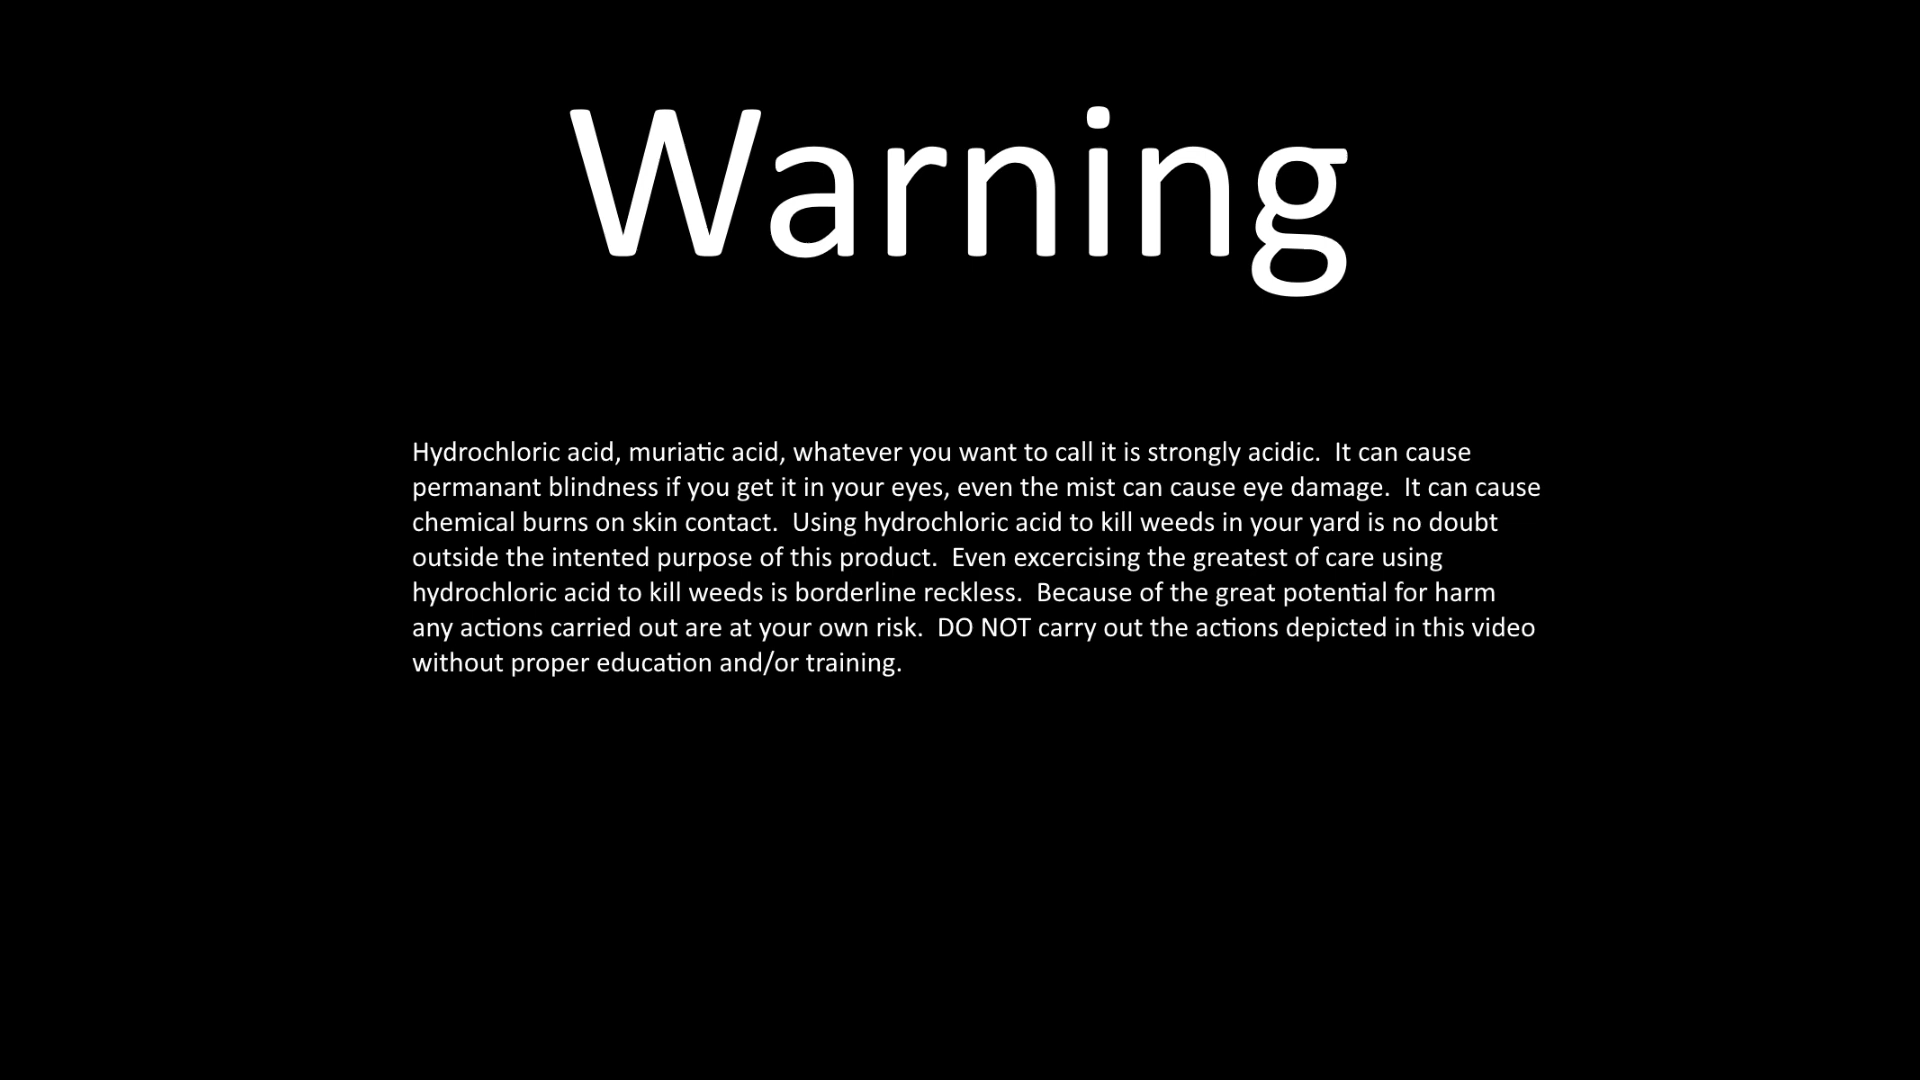 Warning
Hydrochloric acid, muriatic acid, whatever you want to call it is strongly acidic.  It can cause
permanant blindness if you get it in your eyes, even the mist can cause eye damage.  It can cause
chemical burns on skin contact.  Using hydrochloric acid to kill weeds in your yard is no doubt
outside the intented purpose of this product.  Even excercising the greatest of care using
hydrochloric acid to kill weeds is borderline reckless.  Because of the great potential for harm
any actions carried out are at your own risk.  DO NOT carry out the actions depicted in this video
without proper education and/or training.